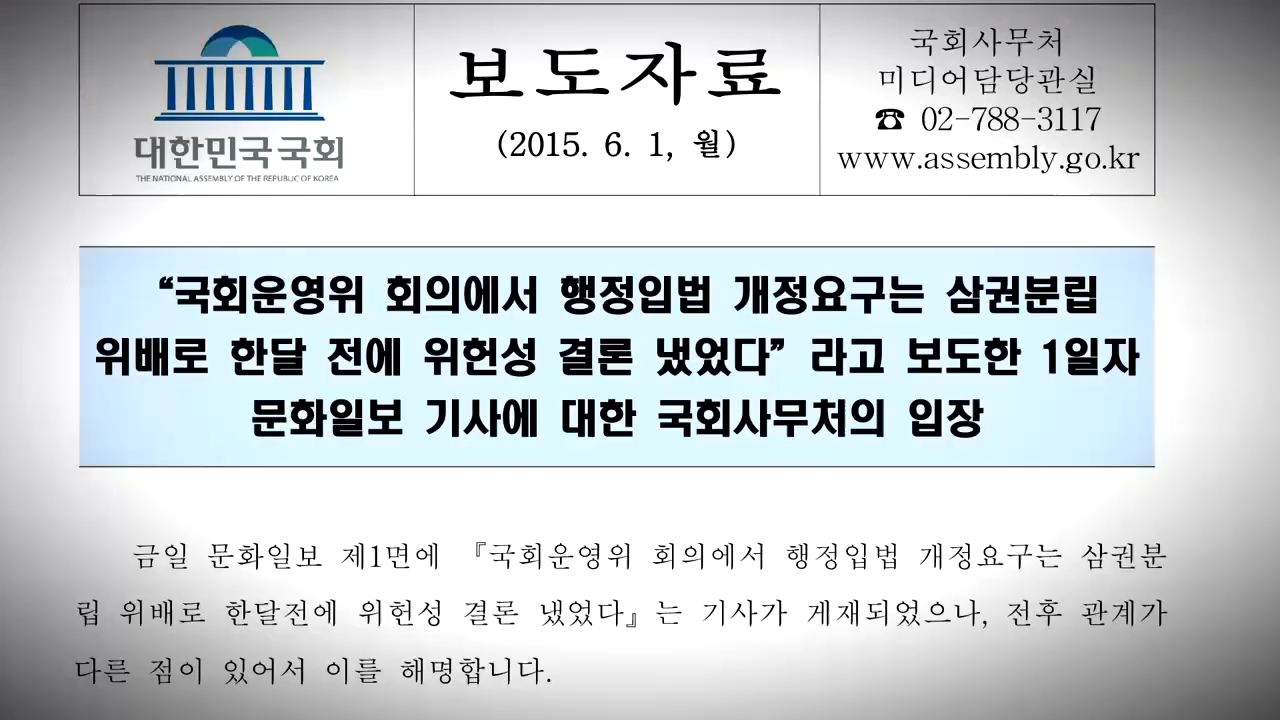 대한민국국회
THE NATIONAL ASSEMBLY OF THE REPUBLIC OF KOREA
보도자료
(2015. 6. 1, 월)
국회사무처
미디어담당관실
☎ 02-788-3117
www.assembly.go.kr
“국회운영위 회의에서 행정입법 개정요구는 삼권분립
위배로 한달 전에 위헌성 결론 냈었다” 라고 보도한 1일자
문화일보 기사에 대한 국회사무처의 입장
금일 문화일보 제1면에 『국회운영위 회의에서 행정입법 개정요구는 삼권분
립 위배로 한달전에 위헌성 결론 냈었다』는 기사가 게재되었으나, 전후 관계가
다른 점이 있어서 이를 해명합니다.